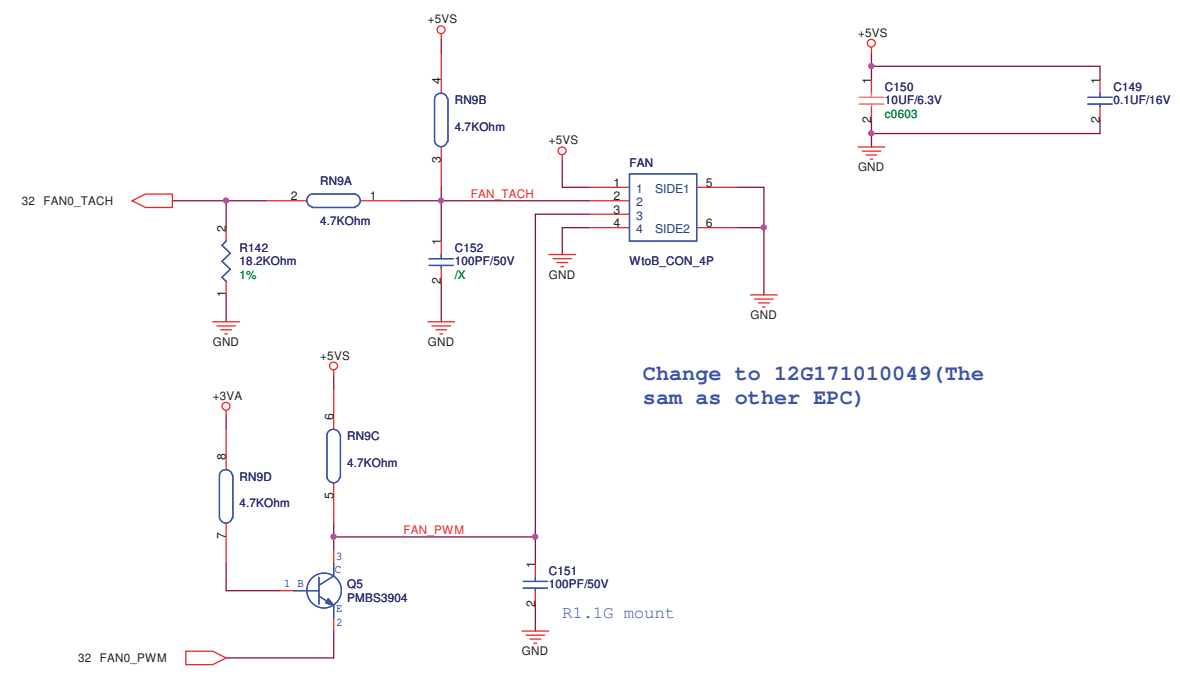 +5VS
4
RN9B
4.7KOhm
3
+5VS
1
C150
10UF/6.3V
c0603
2
GND
1
C149
0.1UF/16V
2
32 FAN0_TACH
2
RN9A
1
4.7KOhm
FAN_TACH
+5VS
FAN
1 1 SIDE1 5
2 2
3 3
4 4 SIDE2 6
WtoB_CON_4P
GND
GND
2
R142
18.2KOhm
1%
1
GND
1
C152
100PF/50V
/X
2
GND
Change to 12G171010049(The
sam as other EPC)
+5VS
6
RN9C
4.7KOhm
5
+3VA
8
RN9D
4.7KOhm
7
FAN_PWM
3
C
1 B
Q5
PMBS3904
E
2
1
C151
100PF/50V
2
R1.1G mount
GND
32 FAN0_PWM